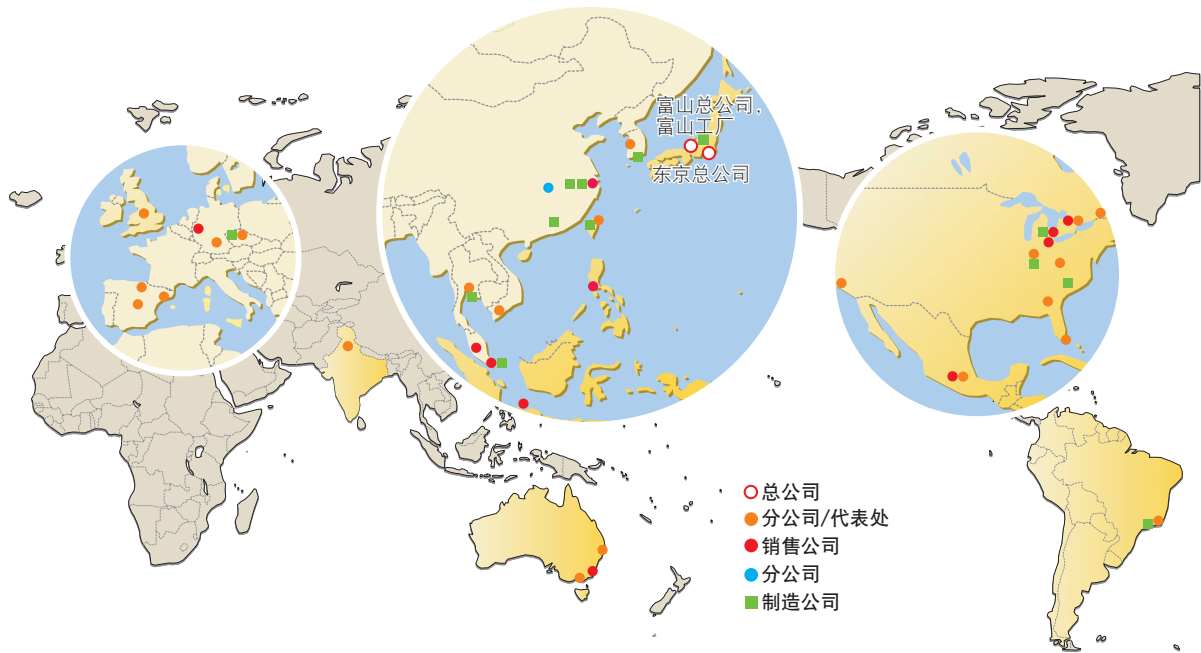 富山总公司,
富山工厂
东京总公司
总公司
分公司/代表处
销售公司
分公司
制造公司